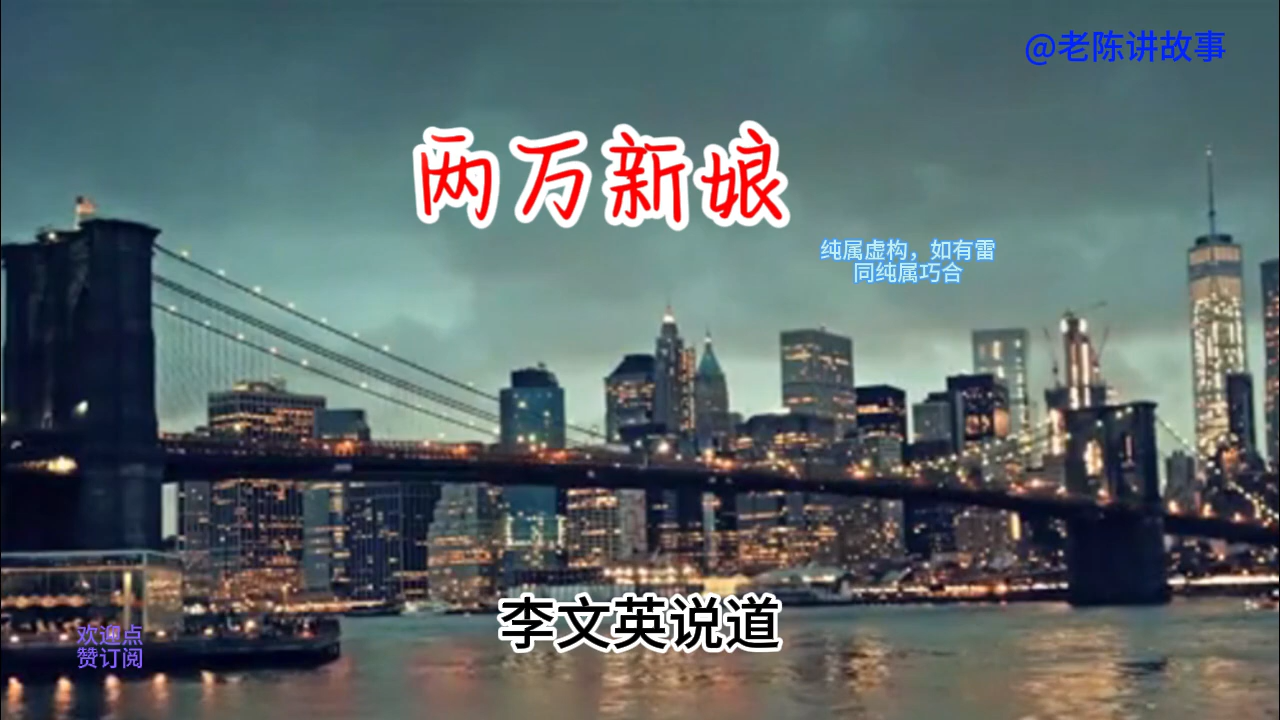 @老陈讲故事
两万新娘
纯属虚构，如有雷
同纯属巧合
李文英说道
欢迎点
赞订阅